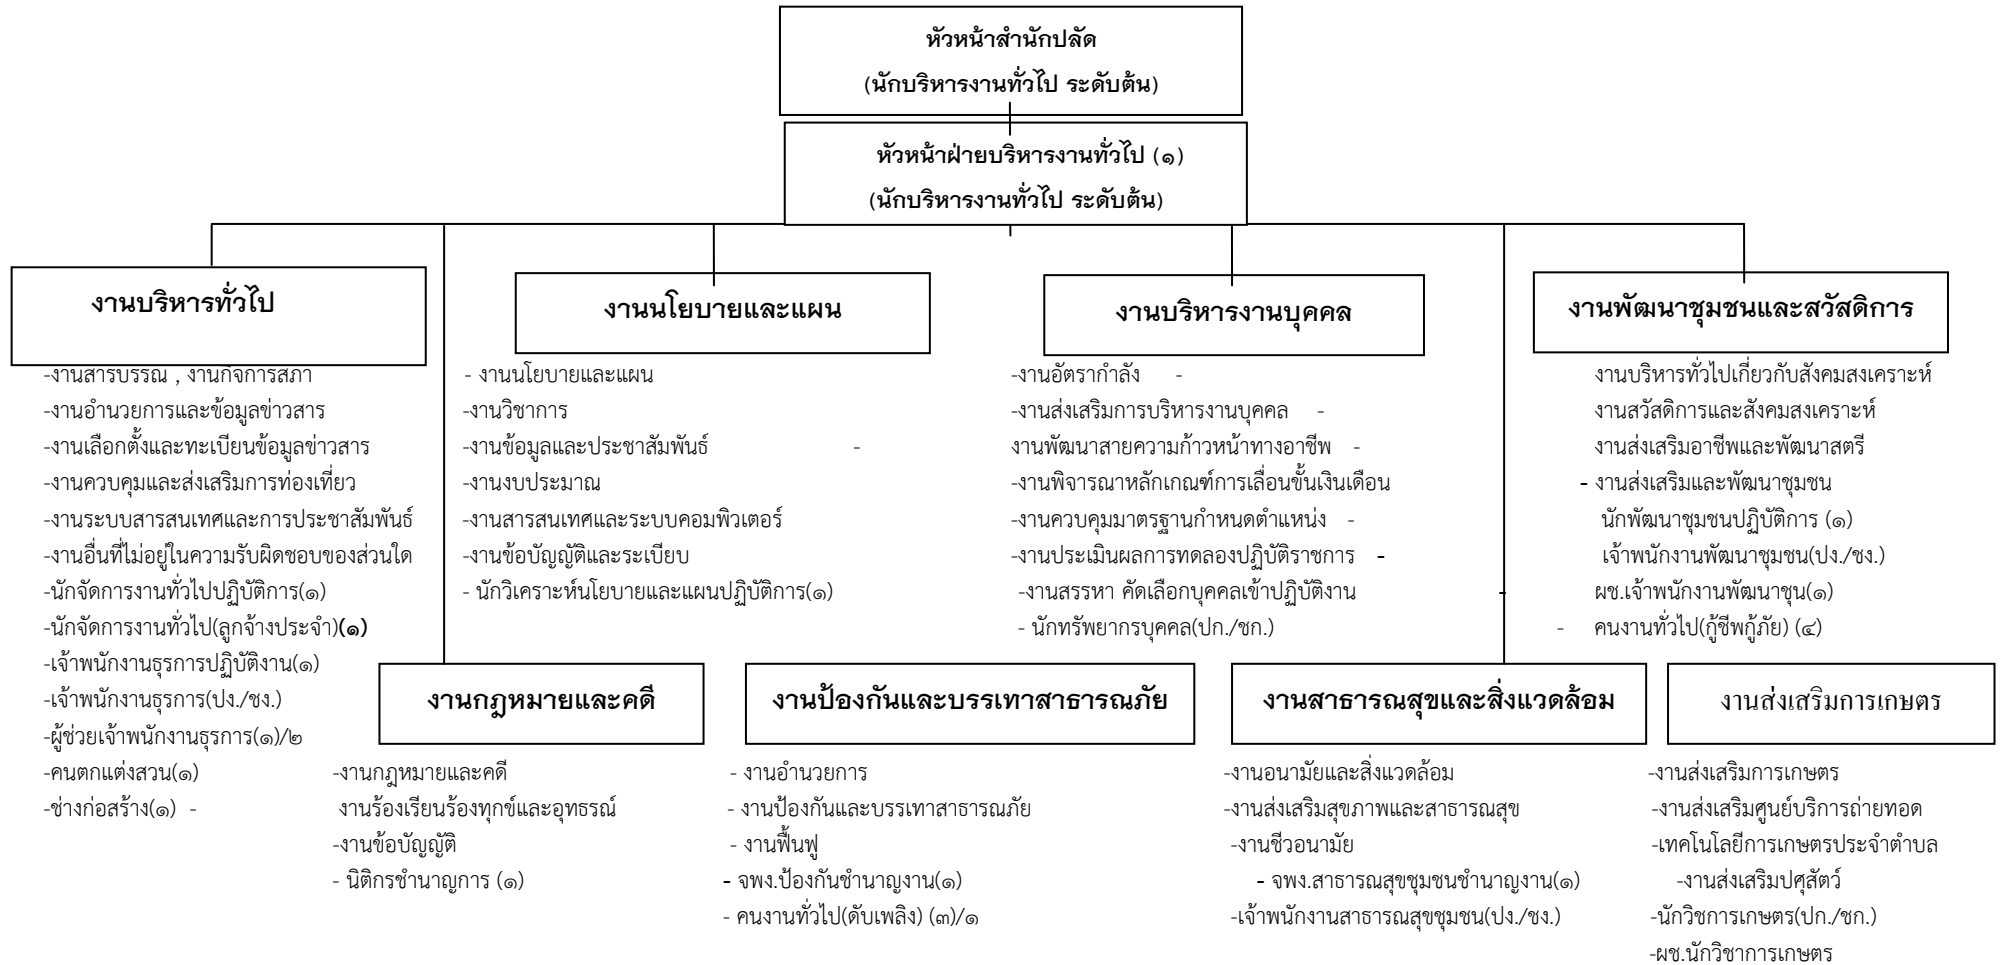 หัวหน้าสำนักปลัด
(นักบริหารงานทั่วไป ระดับต้น)
หัวหน้าฝ่ายบริหารงานทั่วไป (๑)
(นักบริหารงานทั่วไป ระดับต้น)
งานบริหารทั่วไป
-งานสารบรรณ , งานกิจการสภา
-งานอำนวยการและข้อมูลข่าวสาร
-งานเลือกตั้งและทะเบียนข้อมูลข่าวสาร
-งานควบคุมและส่งเสริมการท่องเที่ยว
-งานระบบสารสนเทศและการประชาสัมพันธ์
-งานอื่นที่ไม่อยู่ในความรับผิดชอบของส่วนใด
-นักจัดการงานทั่วไปปฏิบัติการ(๑)
-นักจัดการงานทั่วไป(ลูกจ้างประจำ)(๑)
-เจ้าพนักงานธุรการปฏิบัติงาน(๑)
-เจ้าพนักงานธุรการ(ปง./ชง.)
-ผู้ช่วยเจ้าพนักงานธุรการ(๑)/๒
-คนตกแต่งสวน(๑)
-ช่างก่อสร้าง(๑) -
งานนโยบายและแผน
- งานนโยบายและแผน
-งานวิชาการ
-งานข้อมูลและประชาสัมพันธ์ -
-งานงบประมาณ
-งานสารสนเทศและระบบคอมพิวเตอร์
-งานข้อบัญญัติและระเบียบ
- นักวิเคราะห์นโยบายและแผนปฏิบัติการ(๑)
งานบริหารงานบุคคล
-งานอัตรากำลัง -
-งานส่งเสริมการบริหารงานบุคคล -
งานพัฒนาสายความก้าวหน้าทางอาชีพ -
-งานพิจารณาหลักเกณฑ์การเลื่อนขั้นเงินเดือน
-งานควบคุมมาตรฐานกำหนดตำแหน่ง -
-งานประเมินผลการทดลองปฏิบัติราชการ -
-งานสรรหา คัดเลือกบุคคลเข้าปฏิบัติงาน -
- นักทรัพยากรบุคคล(ปก./ชก.)
งานพัฒนาชุมชนและสวัสดิการ
งานบริหารทั่วไปเกี่ยวกับสังคมสงเคราะห์
งานสวัสดิการและสังคมสงเคราะห์
งานส่งเสริมอาชีพและพัฒนาสตรี
- งานส่งเสริมและพัฒนาชุมชน
นักพัฒนาชุมชนปฏิบัติการ (๑)
เจ้าพนักงานพัฒนาชุมชน(ปง./ชง.)
ผช.เจ้าพนักงานพัฒนาชุน(๑)
- คนงานทั่วไป(กู้ชีพกู้ภัย) (๔)
งานกฎหมายและคดี
-งานกฎหมายและคดี
งานร้องเรียนร้องทุกข์และอุทธรณ์
-งานข้อบัญญัติ
- นิติกรชำนาญการ (๑)
งานป้องกันและบรรเทาสาธารณภัย
- งานอำนวยการ
- งานป้องกันและบรรเทาสาธารณภัย
- งานฟื้นฟู
- จพง.ป้องกันชำนาญงาน(๑)
- คนงานทั่วไป(ดับเพลิง) (๓)/๑
งานสาธารณสุขและสิ่งแวดล้อม
-งานอนามัยและสิ่งแวดล้อม
-งานส่งเสริมสุขภาพและสาธารณสุข
-งานชีวอนามัย
- จพง.สาธารณสุขชุมชนชำนาญงาน(๑)
-เจ้าพนักงานสาธารณสุขชุมชน(ปง./ชง.)
งานส่งเสริมการเกษตร
-งานส่งเสริมการเกษตร
-งานส่งเสริมศูนย์บริการถ่ายทอด
-เทคโนโลยีการเกษตรประจำตำบล
-งานส่งเสริมปศุสัตว์
-นักวิชการเกษตร(ปก./ชก.)
-ผช.นักวิชาการเกษตร